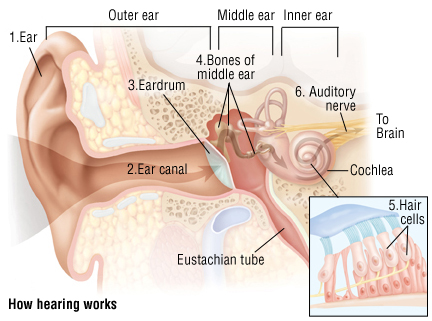 Outer ear
Middle ear
Inner ear
1.Ear
4.Bones of
middle ear
3.Eardrum
6. Auditory
nerve
To
Brain
2.Ear canal
Cochlea
5.Hair
cells
Eustachian tube
How hearing works